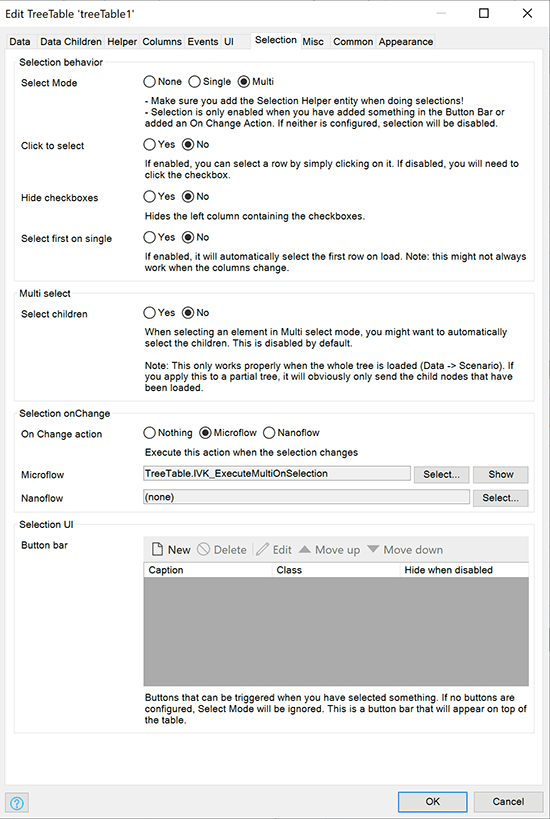 Edit TreeTable 'treeTable1'
Data Data Children Helper Columns Events UI Selection Misc Common Appearance
Selection behavior
Select Mode None Single Multi
- Make sure you add the Selection Helper entity when doing selections!
- Selection is only enabled when you have added something in the Button Bar or
added an On Change Action. If neither is configured, selection will be disabled.
Click to select Yes No
If enabled, you can select a row by simply clicking on it. If disabled, you will need to
click the checkbox.
Hide checkboxes Yes No
Hides the left column containing the checkboxes.
Select first on single Yes No
If enabled, it will automatically select the first row on load. Note: this might not always
work when the columns change.
Multi select
Select children Yes No
When selecting an element in Multi select mode, you might want to automatically
select the children. This is disabled by default.
Note: This only works properly when the whole tree is loaded (Data -> Scenario). If
you apply this to a partial tree, it will obviously only send the child nodes that have
been loaded.
Selection onChange
On Change action Nothing Microflow Nanoflow
Execute this action when the selection changes
Microflow TreeTable.IVK_ExecuteMultiOnSelection Select... Show
Nanoflow (none) Select...
Selection UI
Button bar New Delete Edit Move up Move down
Caption Class Hide when disabled
Buttons that can be triggered when you have selected something. If no buttons are
configured, Select Mode will be ignored. This is a button bar that will appear on top of
the table.
? OK Cancel